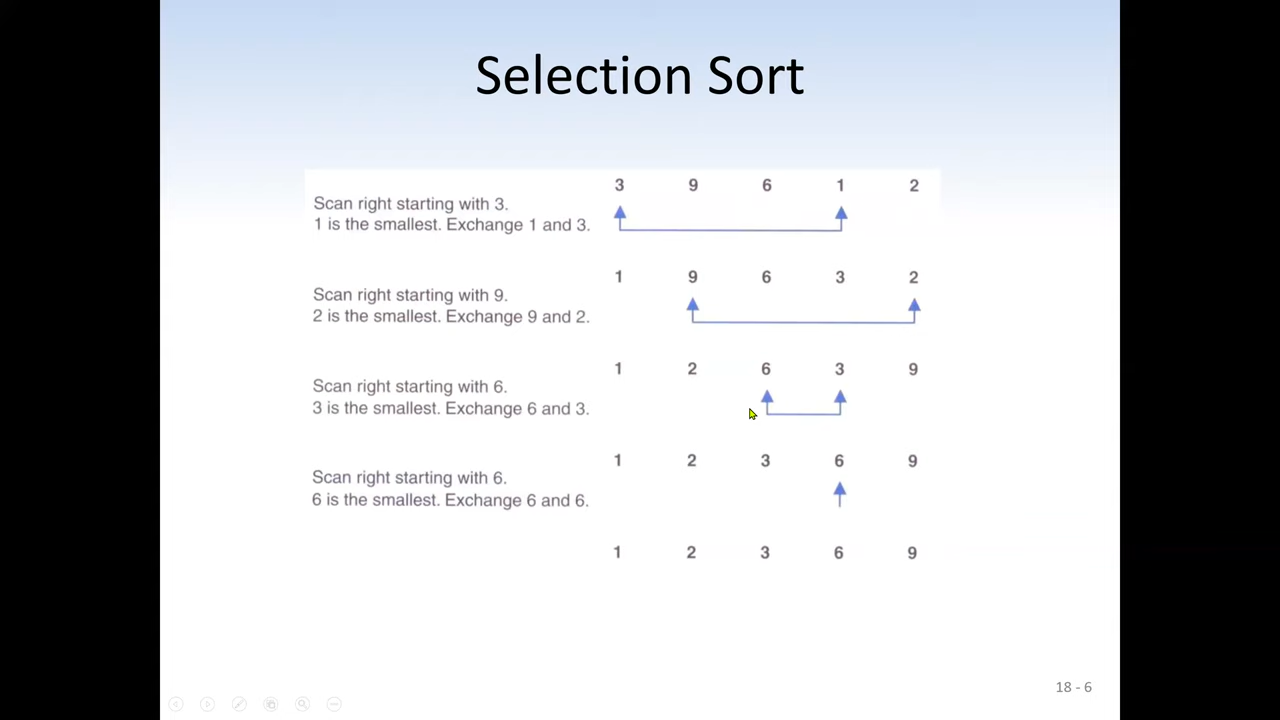 Selection Sort
3 9 6 1 2
Scan right starting with 3.
1 is the smallest. Exchange 1 and 3.
1 9 6 3 2
Scan right starting with 9.
2 is the smallest. Exchange 9 and 2.
1 2 6 3 9
Scan right starting with 6.
3 is the smallest. Exchange 6 and 3.
1 2 3 6 9
Scan right starting with 6.
6 is the smallest. Exchange 6 and 6.
1 2 3 6 9
18 - 6